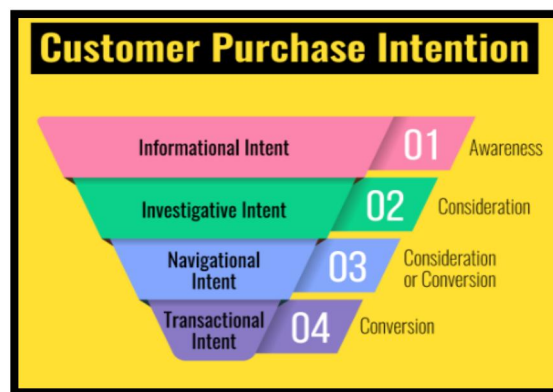 Customer Purchase Intention
Informational Intent
01
Awareness
Investigative Intent
02
Consideration
Navigational
Intent
03
Consideration
or Conversion
Transactional
Intent
04
Conversion